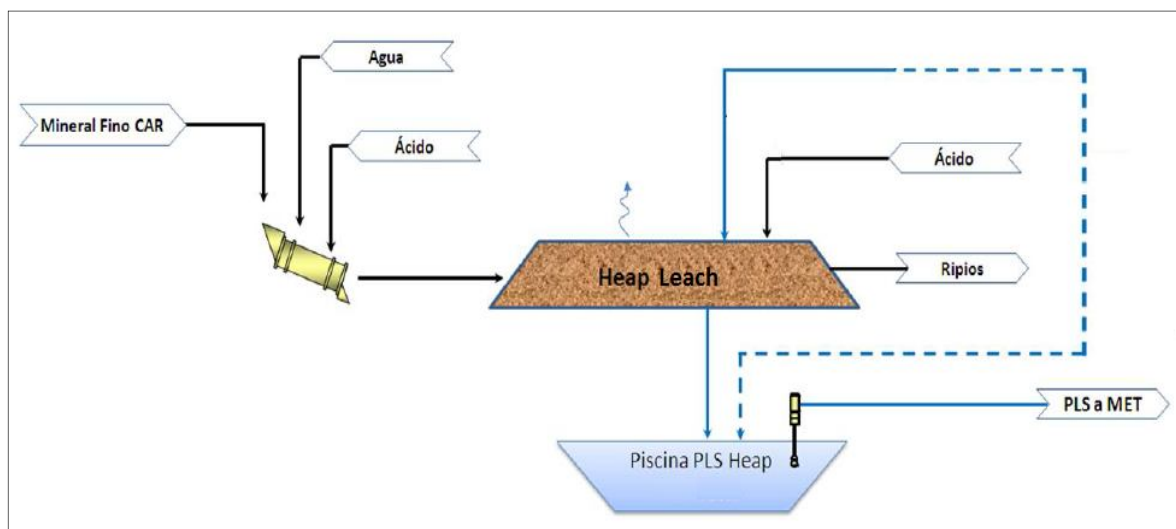 Agua
Mineral Fino CAR
Ácido
Ácido
Heap Leach
Ripios
PLS a MET
Piscina PLS Heap